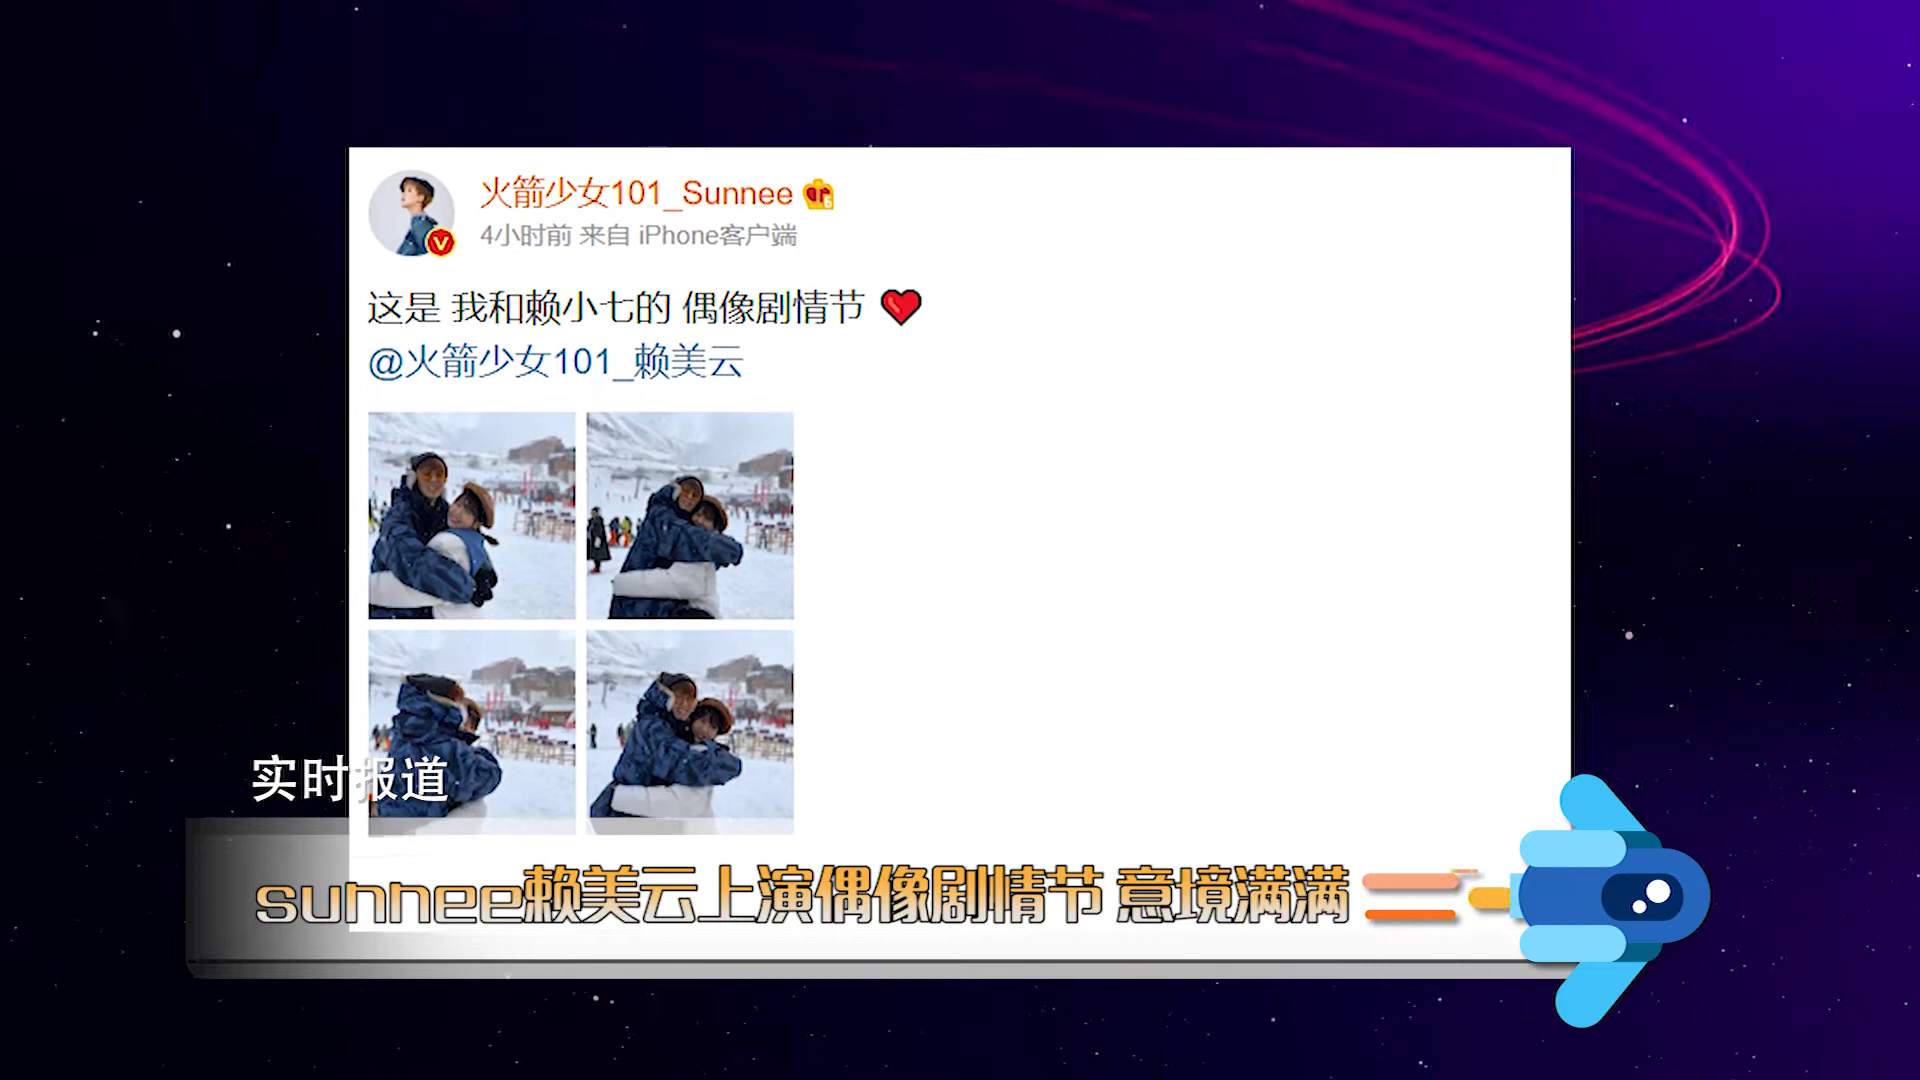 火箭少女101_Sunnee
4小时前 来自 iPhone客户端
这是 我和赖小七的 偶像剧情节
@火箭少女101_赖美云
实时报道
sunnee赖美云上演偶像剧情节 意境满满